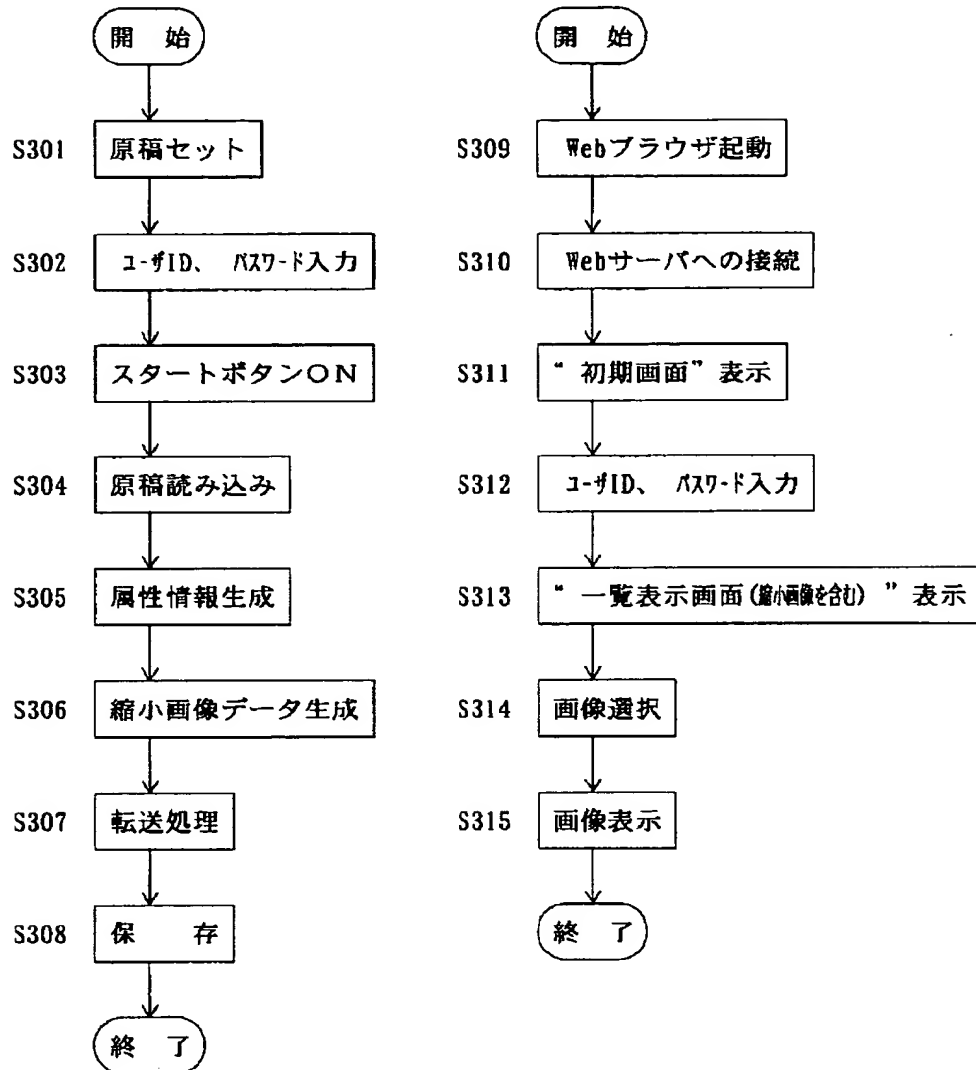 開 始
S301 原稿セット
S302 ユーザID、 パスワード入力
S303 スタートボタンON
S304 原稿読み込み
S305 属性情報生成
S306 縮小画像データ生成
S307 転送処理
S308 保 存
終 了
開 始
S309 Webブラウザ起動
S310 Webサーバへの接続
S311 “初期画面”表示
S312 ユーザID、 パスワード入力
S313 “一覧表示画面(縮小画像を含む) ”表示
S314 画像選択
S315 画像表示
終 了